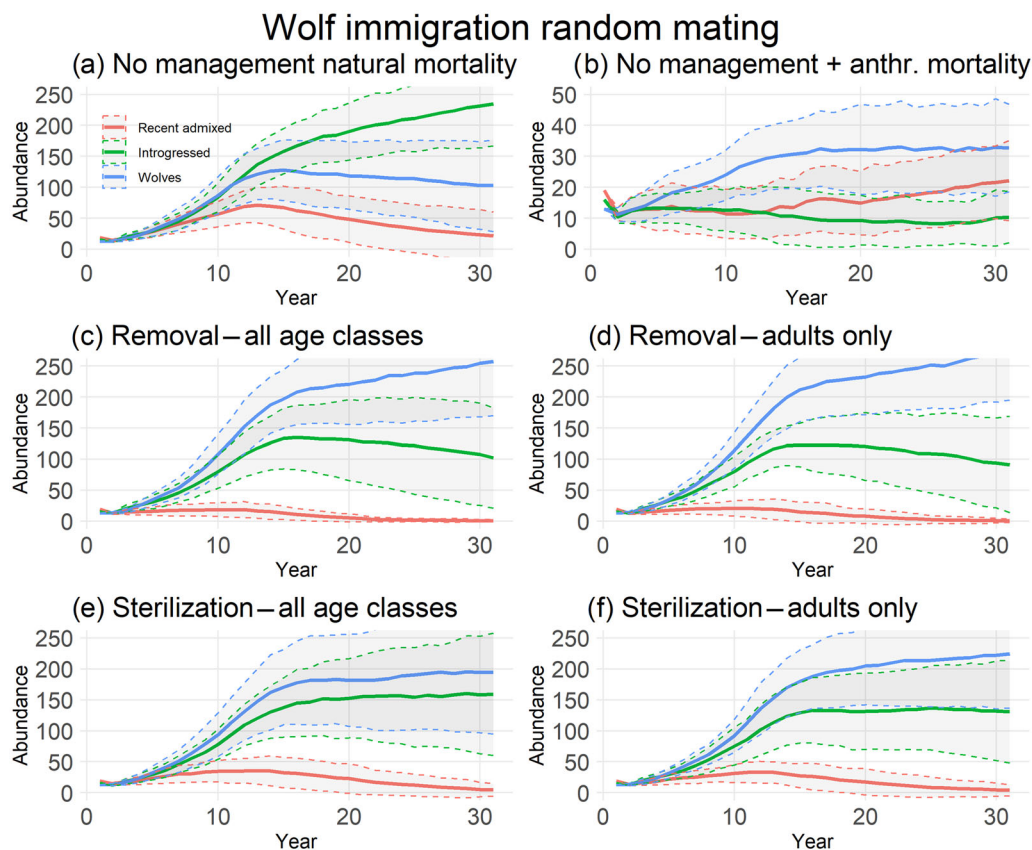 Wolf immigration random mating
(a) No management natural mortality
250
200
150
100
50
0
Abundance
Recent admixed
Introgressed
Wolves
0 10 20 30
Year
(b) No management + anthr. mortality
50
40
30
20
10
0
Abundance
0 10 20 30
Year
(c) Removal–all age classes
250
200
150
100
50
0
Abundance
0 10 20 30
Year
(d) Removal–adults only
250
200
150
100
50
0
Abundance
0 10 20 30
Year
(e) Sterilization–all age classes
250
200
150
100
50
0
Abundance
0 10 20 30
Year
(f) Sterilization–adults only
250
200
150
100
50
0
Abundance
0 10 20 30
Year